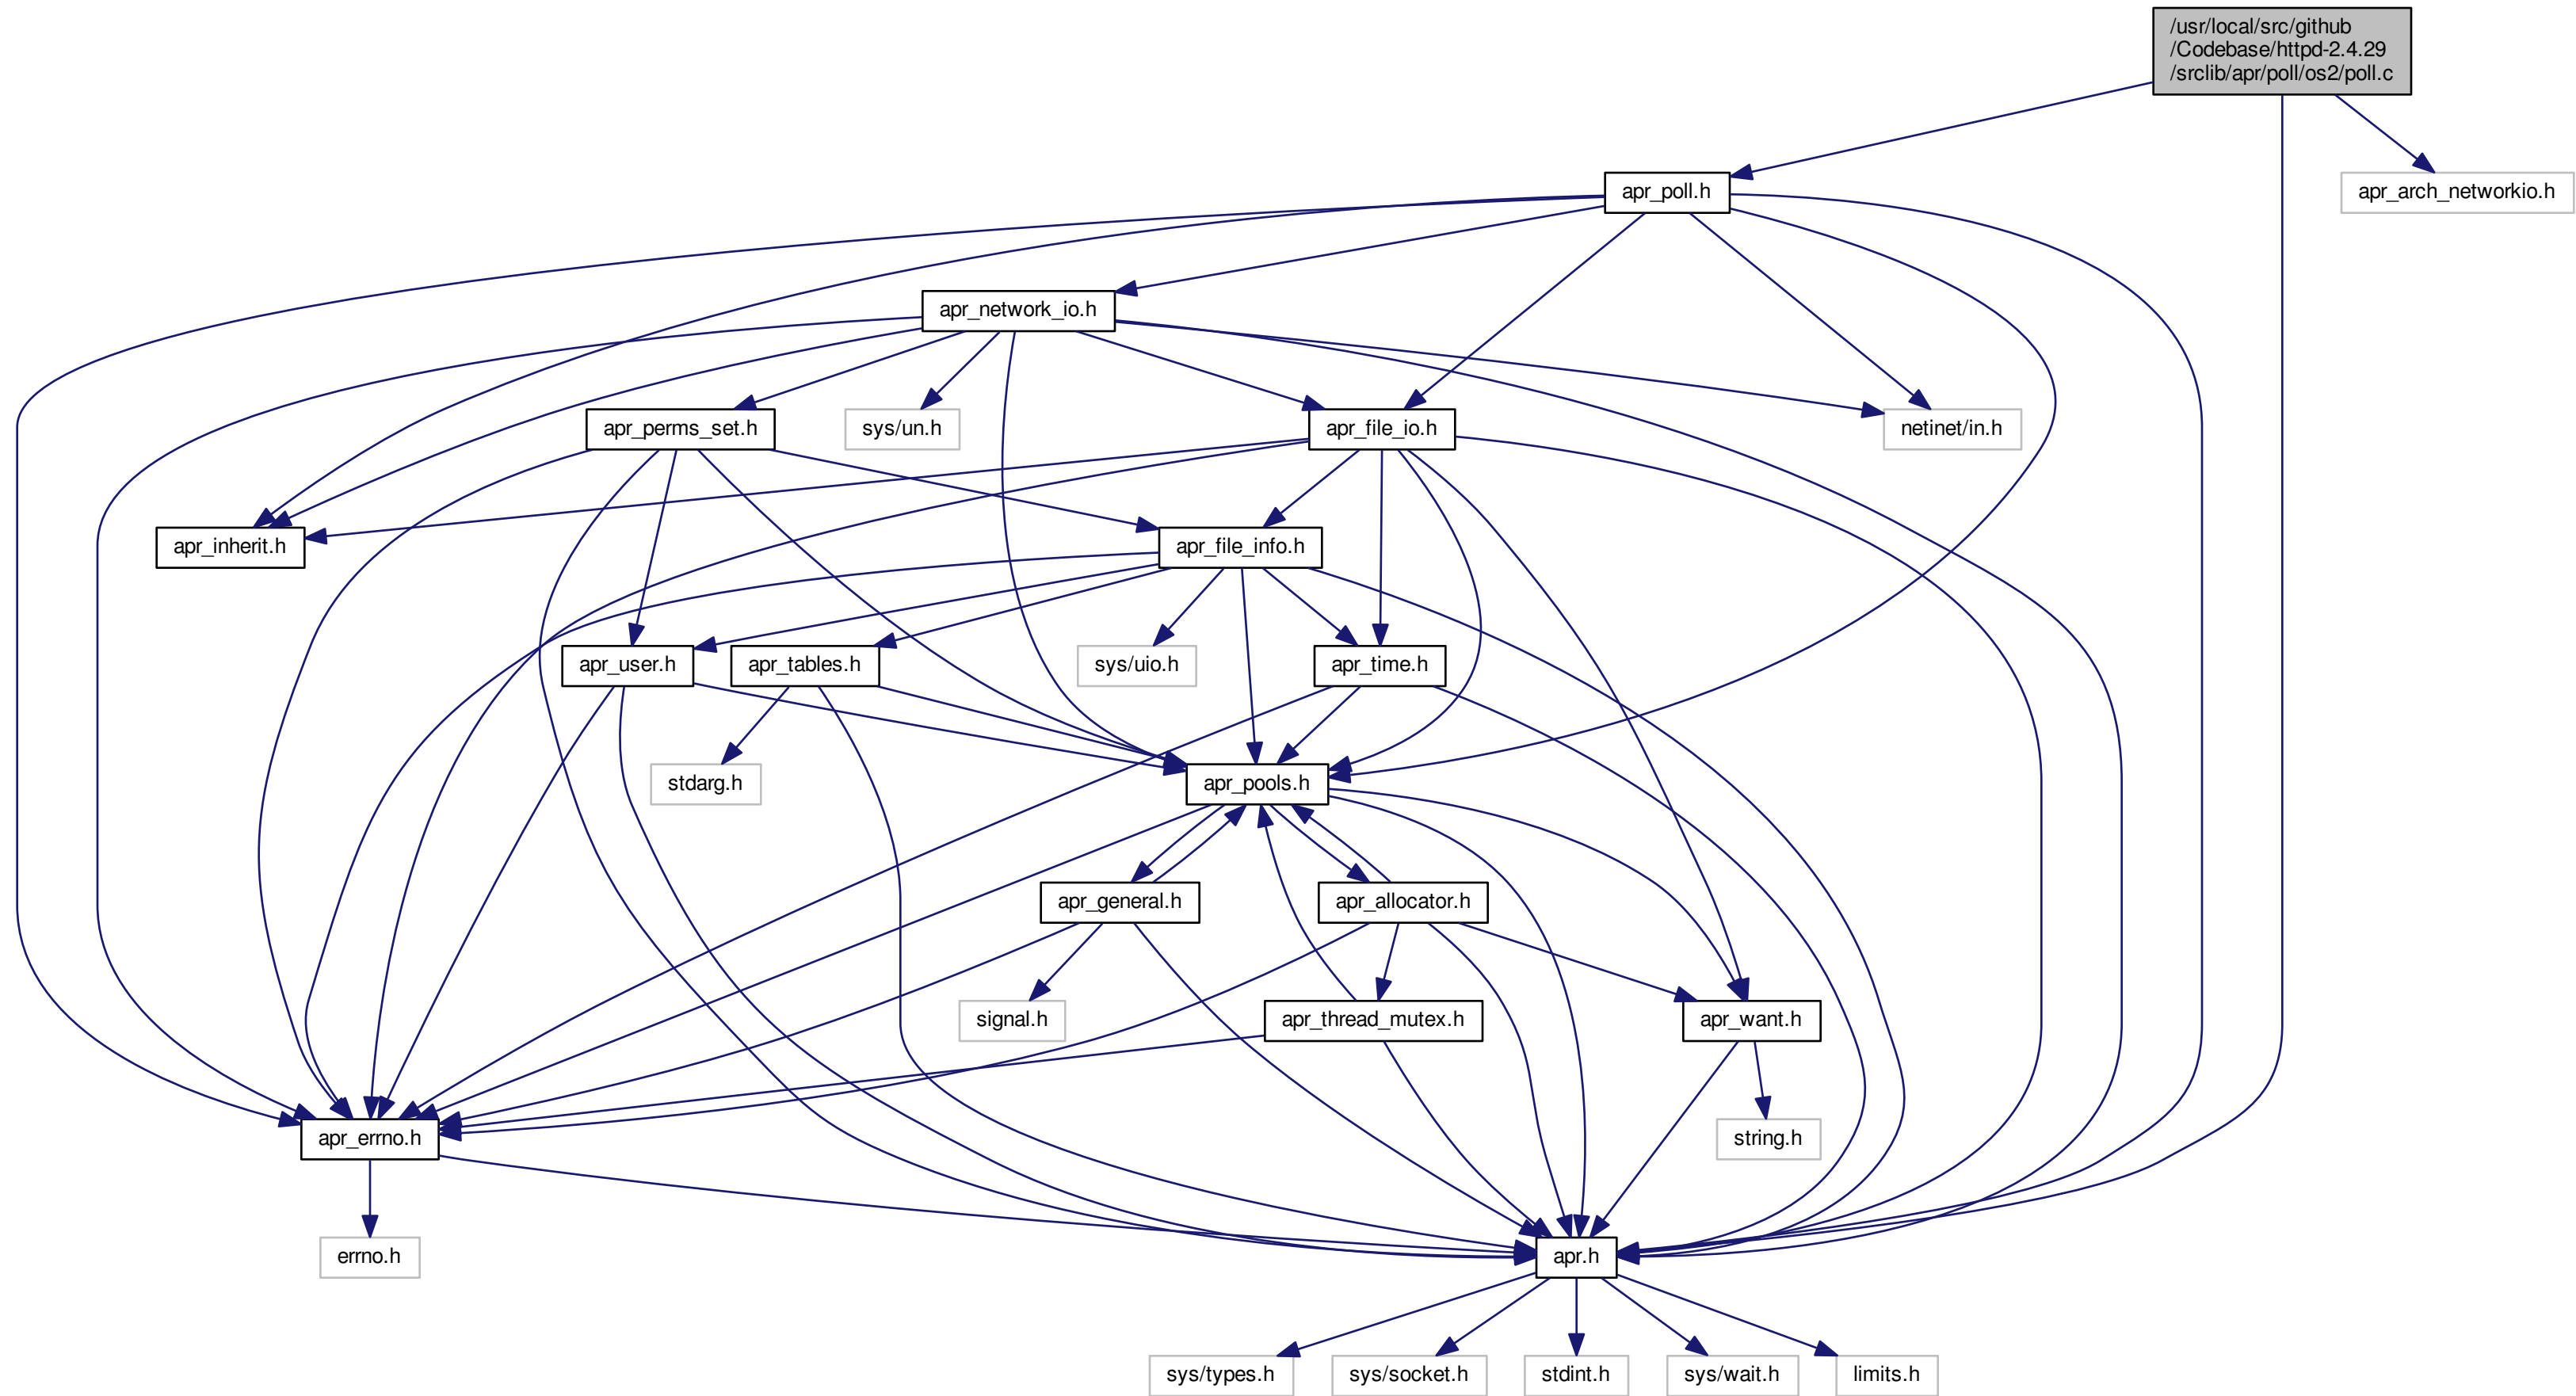 /usr/local/src/github
/Codebase/httpd-2.4.29
/srclib/apr/poll/os2/poll.c
apr_poll.h
apr_arch_networkio.h
apr_network_io.h
apr_perms_set.h
sys/un.h
apr_file_io.h
netinet/in.h
apr_inherit.h
apr_file_info.h
apr_user.h
apr_tables.h
sys/uio.h
apr_time.h
stdarg.h
apr_pools.h
apr_general.h
apr_allocator.h
signal.h
apr_thread_mutex.h
apr_want.h
apr_errno.h
string.h
errno.h
apr.h
sys/types.h
sys/socket.h
stdint.h
sys/wait.h
limits.h